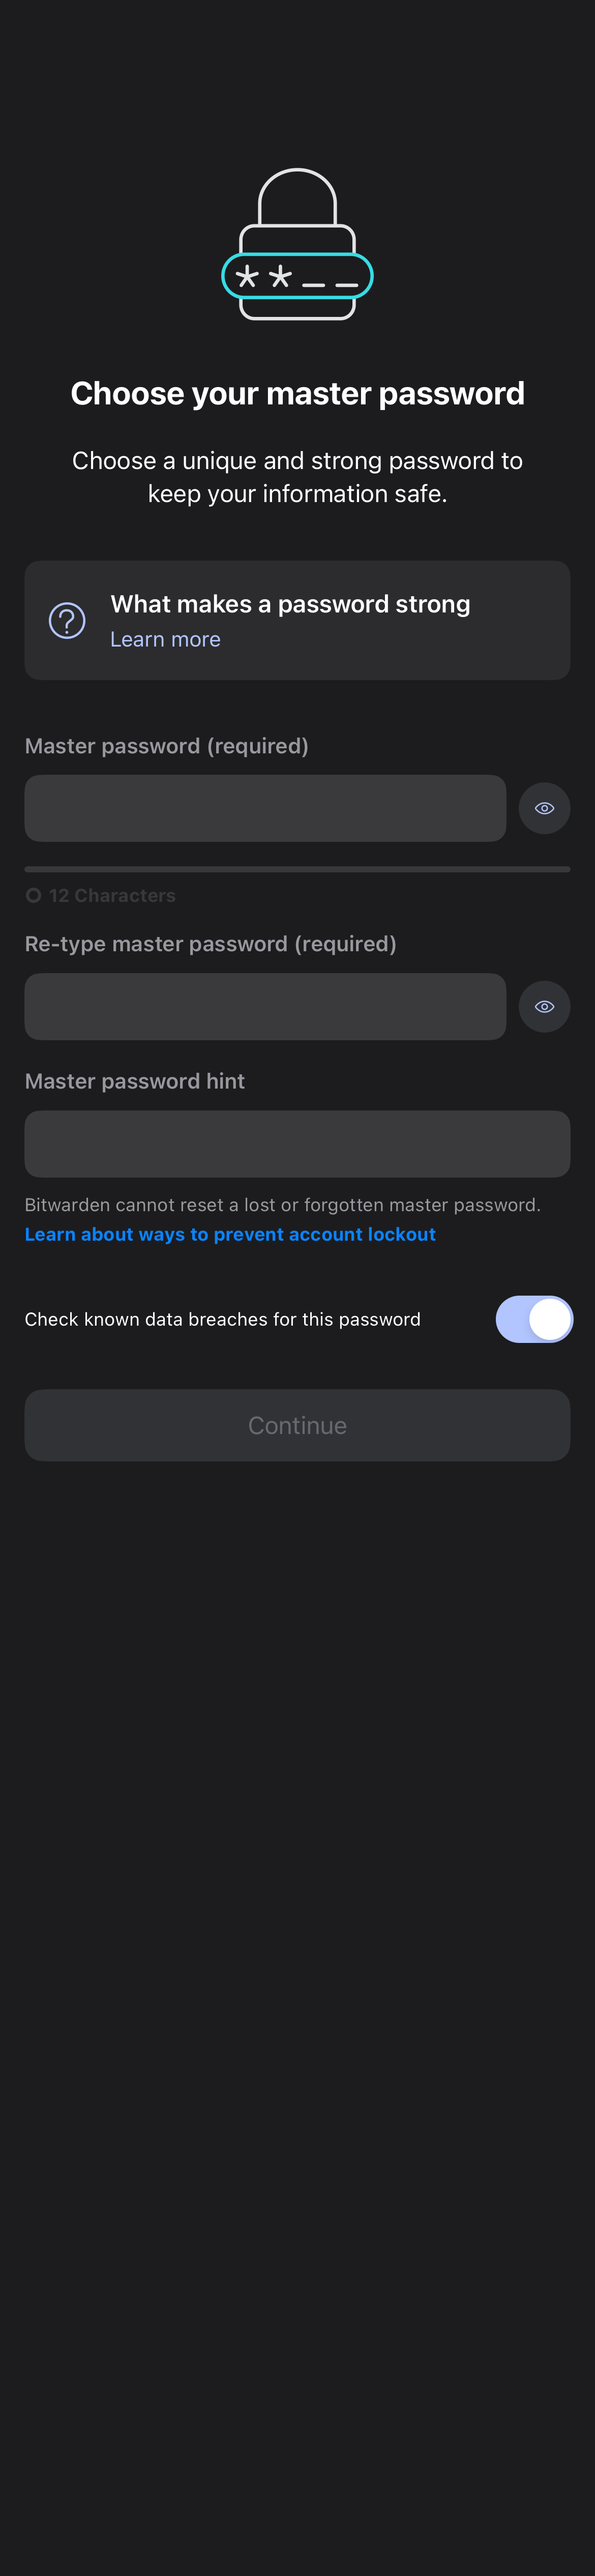 Choose your master password
Choose a unique and strong password to
keep your information safe.
What makes a password strong
Learn more
Master password (required)
12 Characters
Re-type master password (required)
Master password hint
Bitwarden cannot reset a lost or forgotten master password.
Learn about ways to prevent account lockout
Check known data breaches for this password
Continue